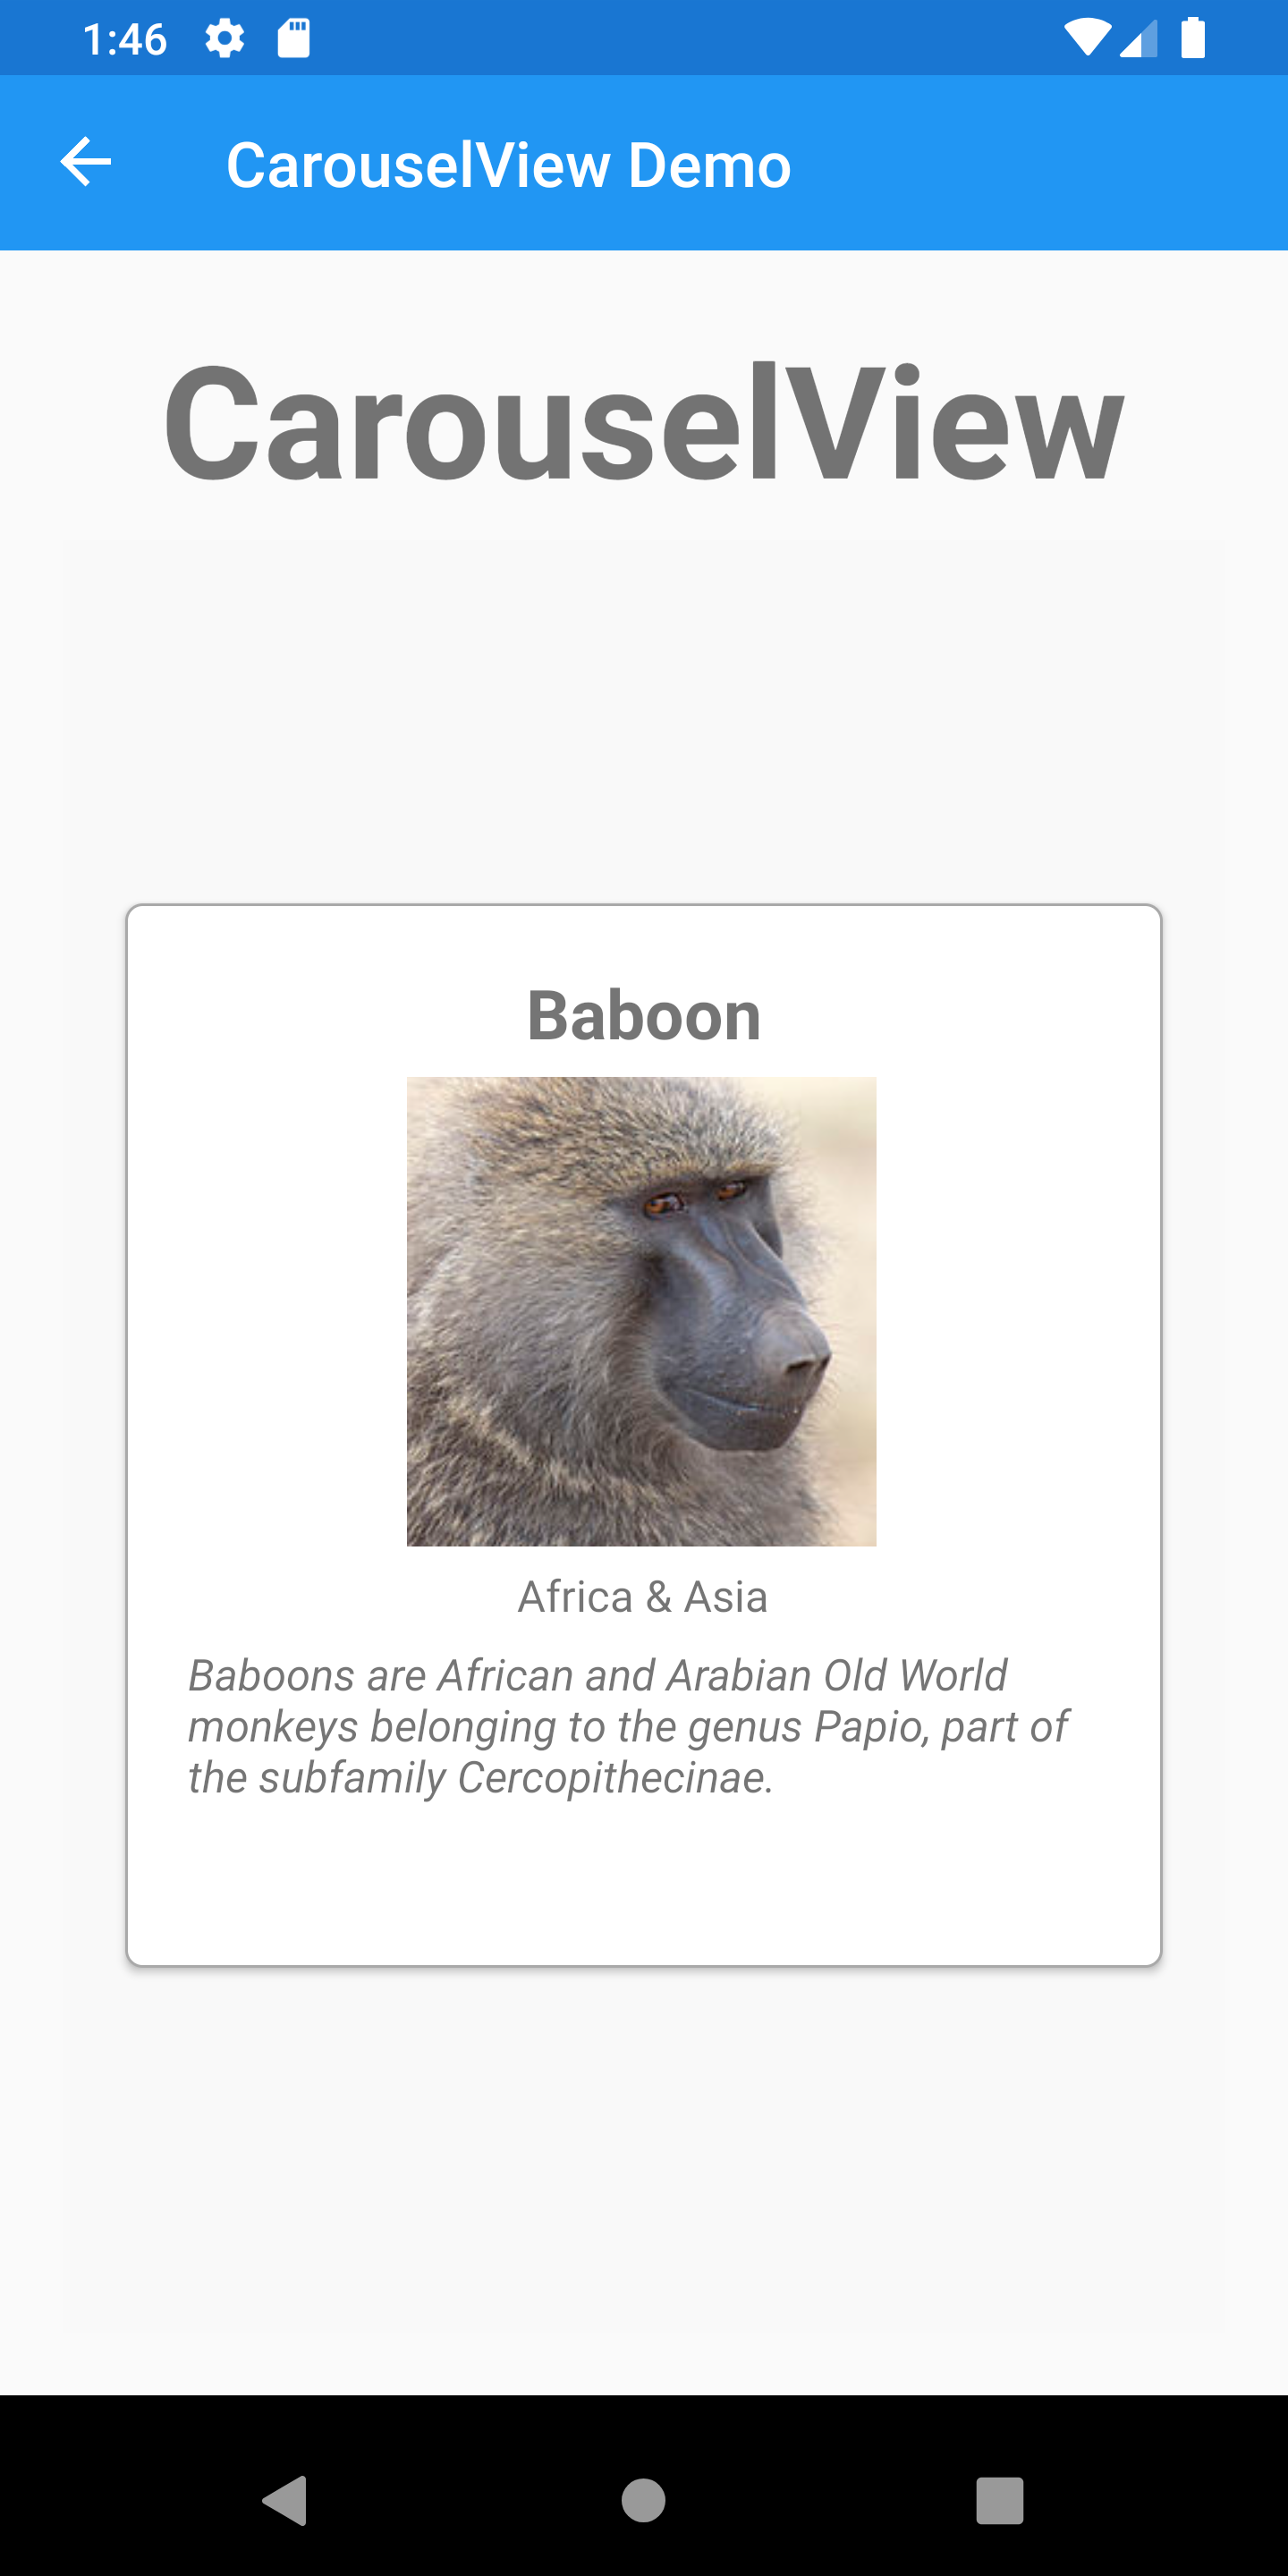 1:46
CarouselView Demo
CarouselView
Baboon
Africa & Asia
Baboons are African and Arabian Old World
monkeys belonging to the genus Papio, part of
the subfamily Cercopithecinae.